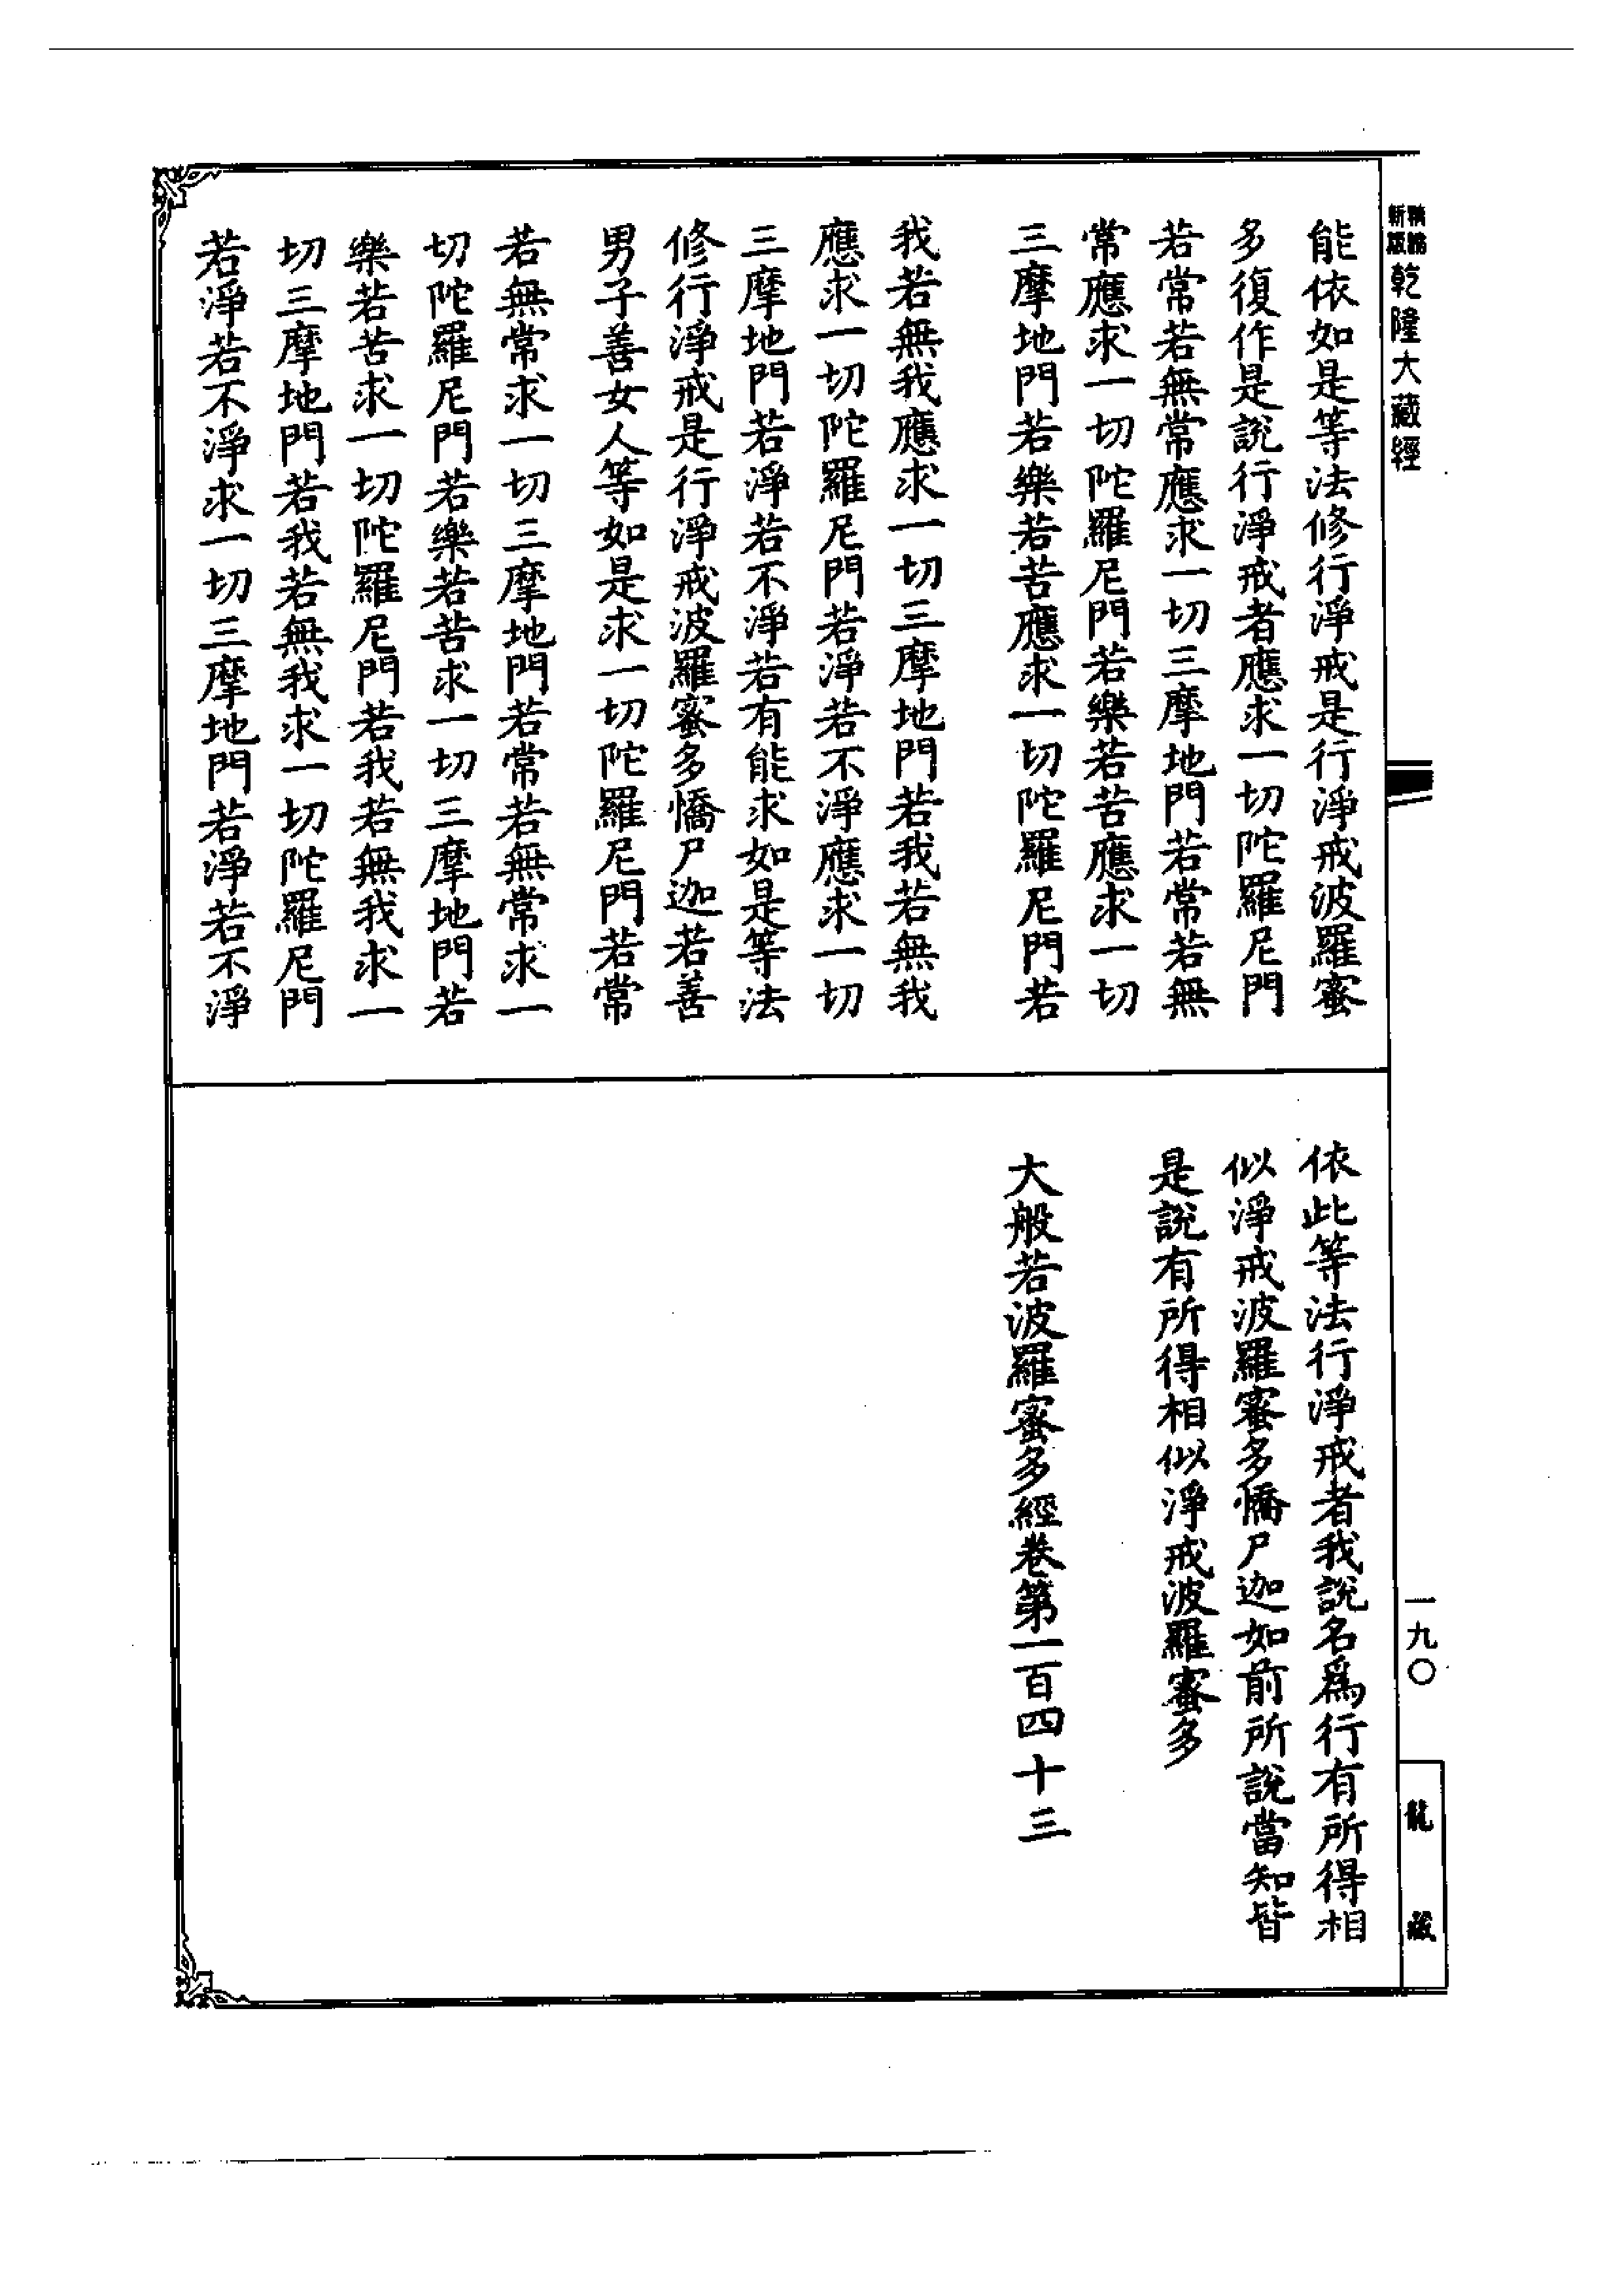 乾隆大藏經
能依如是等法修行淨戒是行淨戒波羅蜜
多復作是說行淨戒者應求一切陀羅尼門
若常若無常應求一切三摩地門若常若無
常應求一切陀羅尼門若樂若苦應求一切
三摩地門若樂若苦應求一切陀羅尼門若
我若無我應求一切三摩地門若我若無我
應求一切陀羅尼門若淨若不淨應求一切
三摩地門若淨若不淨若有能求如是等法
修行淨戒是行淨戒波羅蜜多憍尸迦若善
男子善女人等如是求一切陀羅尼門若常
若無常求一切三摩地門若常若無常求一
切陀羅尼門若樂若苦求一切三摩地門若
樂若苦求一切陀羅尼門若我若無我求一
切三摩地門若我若無我求一切陀羅尼門
若淨若不淨求一切三摩地門若淨若不淨
依此等法行淨戒者我說名爲行有所得相
似淨戒波羅蜜多憍尸迦如前所說當知皆
是說有所得相似淨戒波羅蜜多
大般若波羅蜜多經卷第一百四十三
一九〇
龍藏